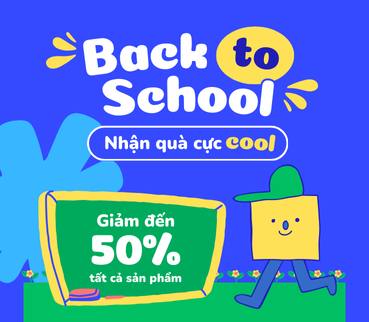 Back to
School
Nhận quà cực cool
Giảm đến
50%
tất cả sản phẩm